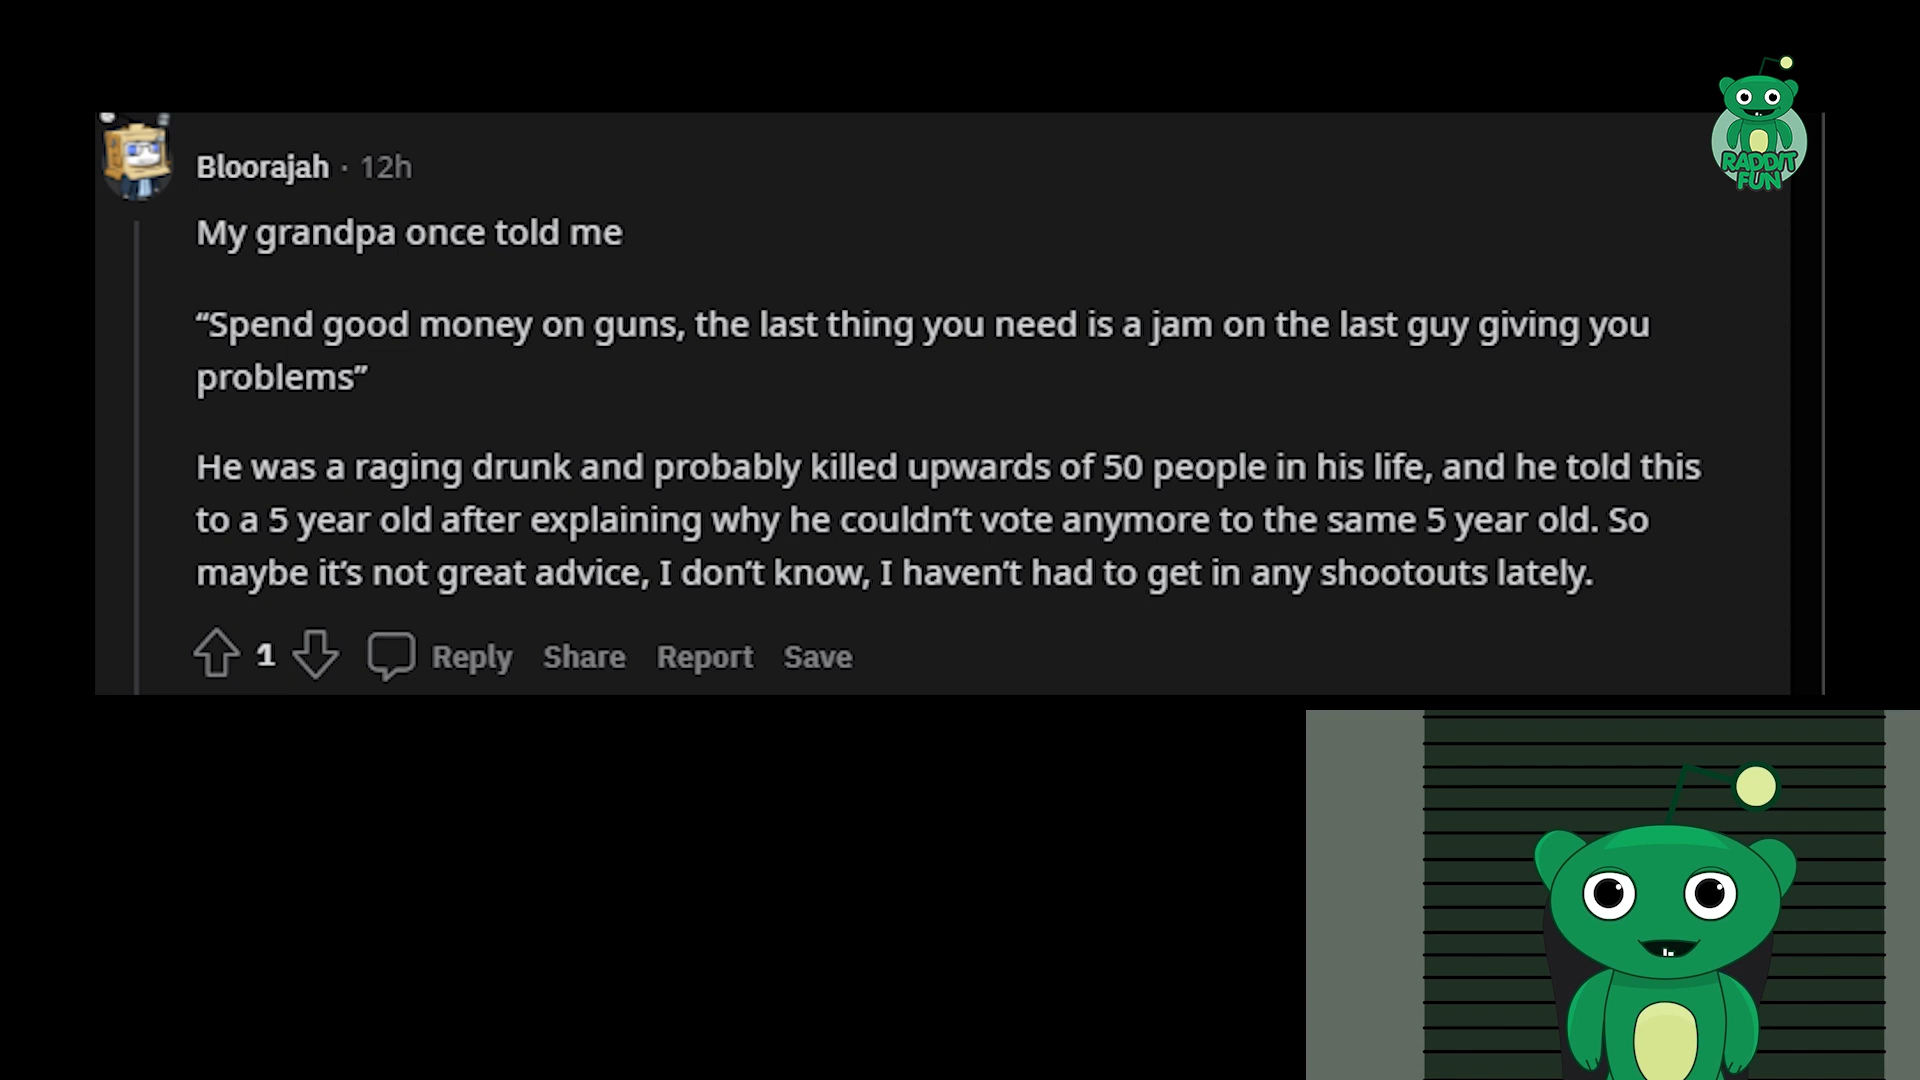 RADDIT
FUN
Bloorajah · 12h
My grandpa once told me
“Spend good money on guns, the last thing you need is a jam on the last guy giving you
problems”
He was a raging drunk and probably killed upwards of 50 people in his life, and he told this
to a 5 year old after explaining why he couldn’t vote anymore to the same 5 year old. So
maybe it’s not great advice, I don’t know, I haven’t had to get in any shootouts lately.
1 Reply Share Report Save